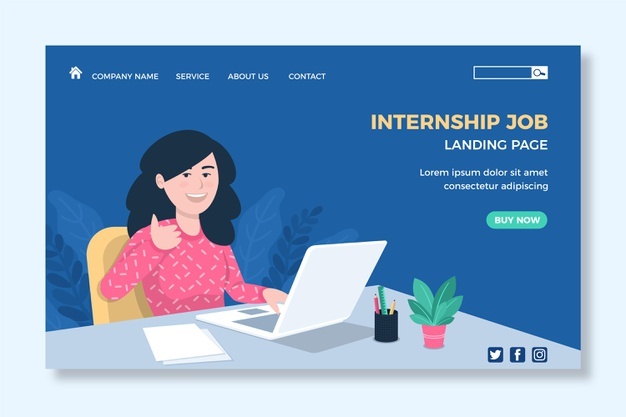 COMPANY NAME SERVICE ABOUT US CONTACT
INTERNSHIP JOB
LANDING PAGE
Lorem ipsum dolor sit amet
consectetur adipiscing
BUY NOW